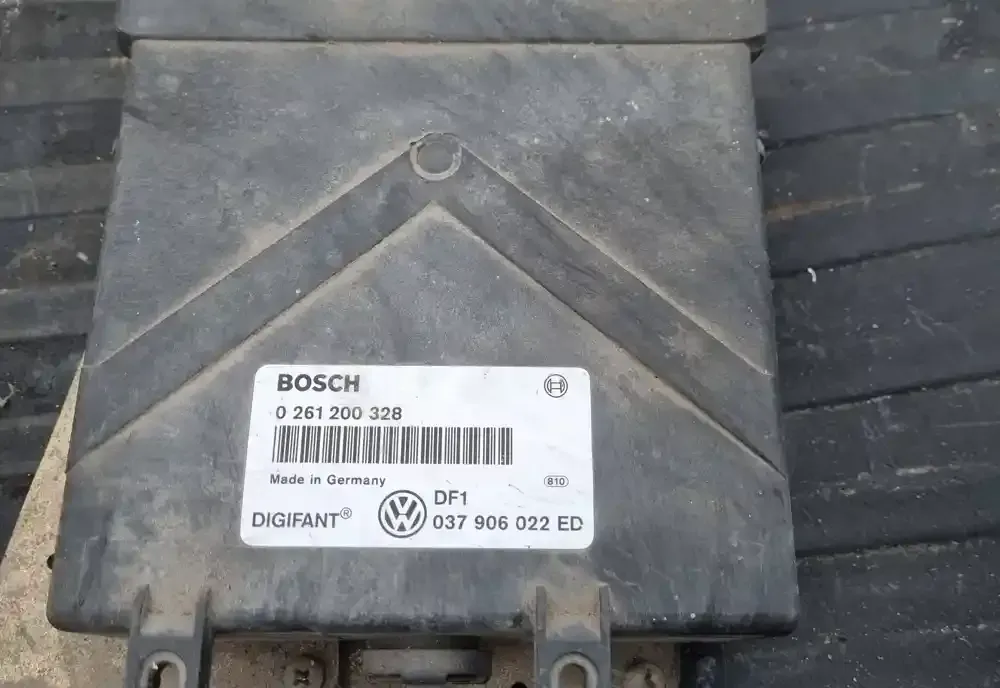 BOSCH
0 261 200 328
Made in Germany
810
DF1
DIGIFANT®
037 906 022 ED